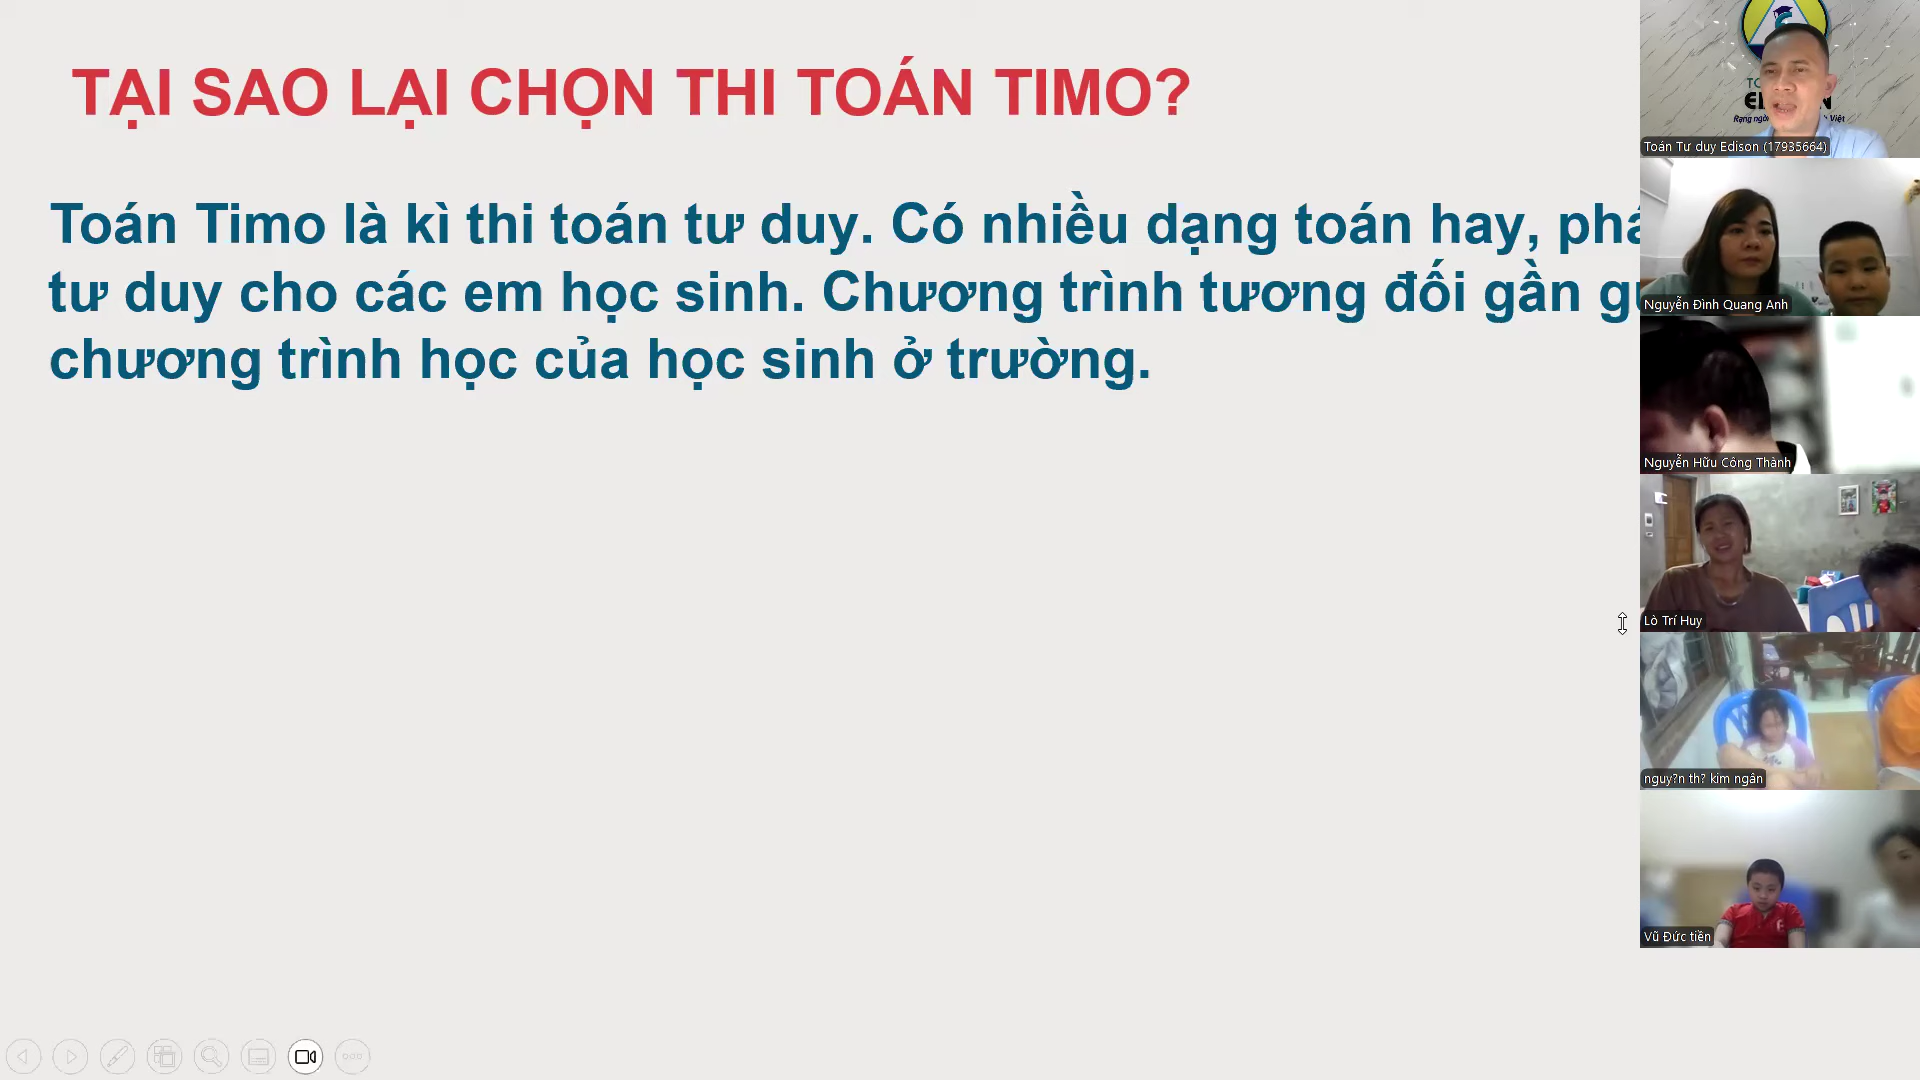 TẠI SAO LẠI CHỌN THI TOÁN TIMO?
Toán Timo là kì thi toán tư duy. Có nhiều dạng toán hay,
tư duy cho các em học sinh. Chương trình tương đối gần
chương trình học của học sinh ở trường.
Toán Tư duy Edison (17935664)
Nguyễn Đình Quang Anh
Nguyễn Hữu Công Thành
Lò Trí Huy
nguy?n th? kim ngân
Vũ Đức tiền